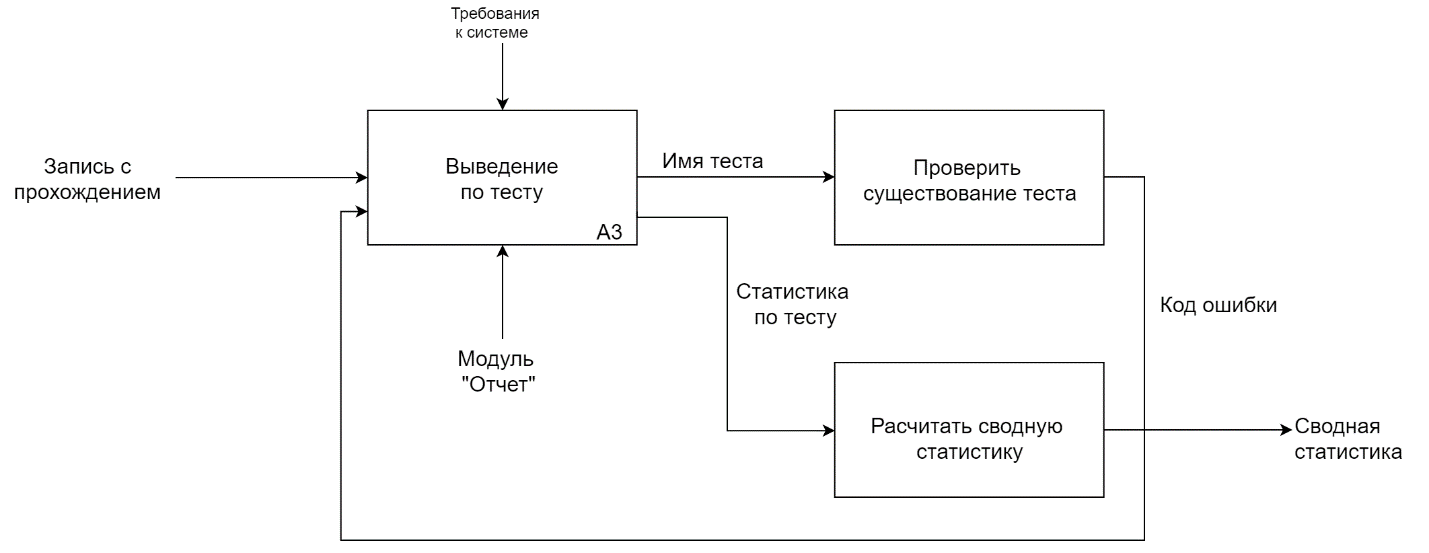 Требования
к системе
Запись с
прохождением
Выведение
по тесту
А3
Имя теста
Проверить
существование теста
Статистика
по тесту
Код ошибки
Модуль
"Отчет"
Расчитать сводную
статистику
Сводная
статистика